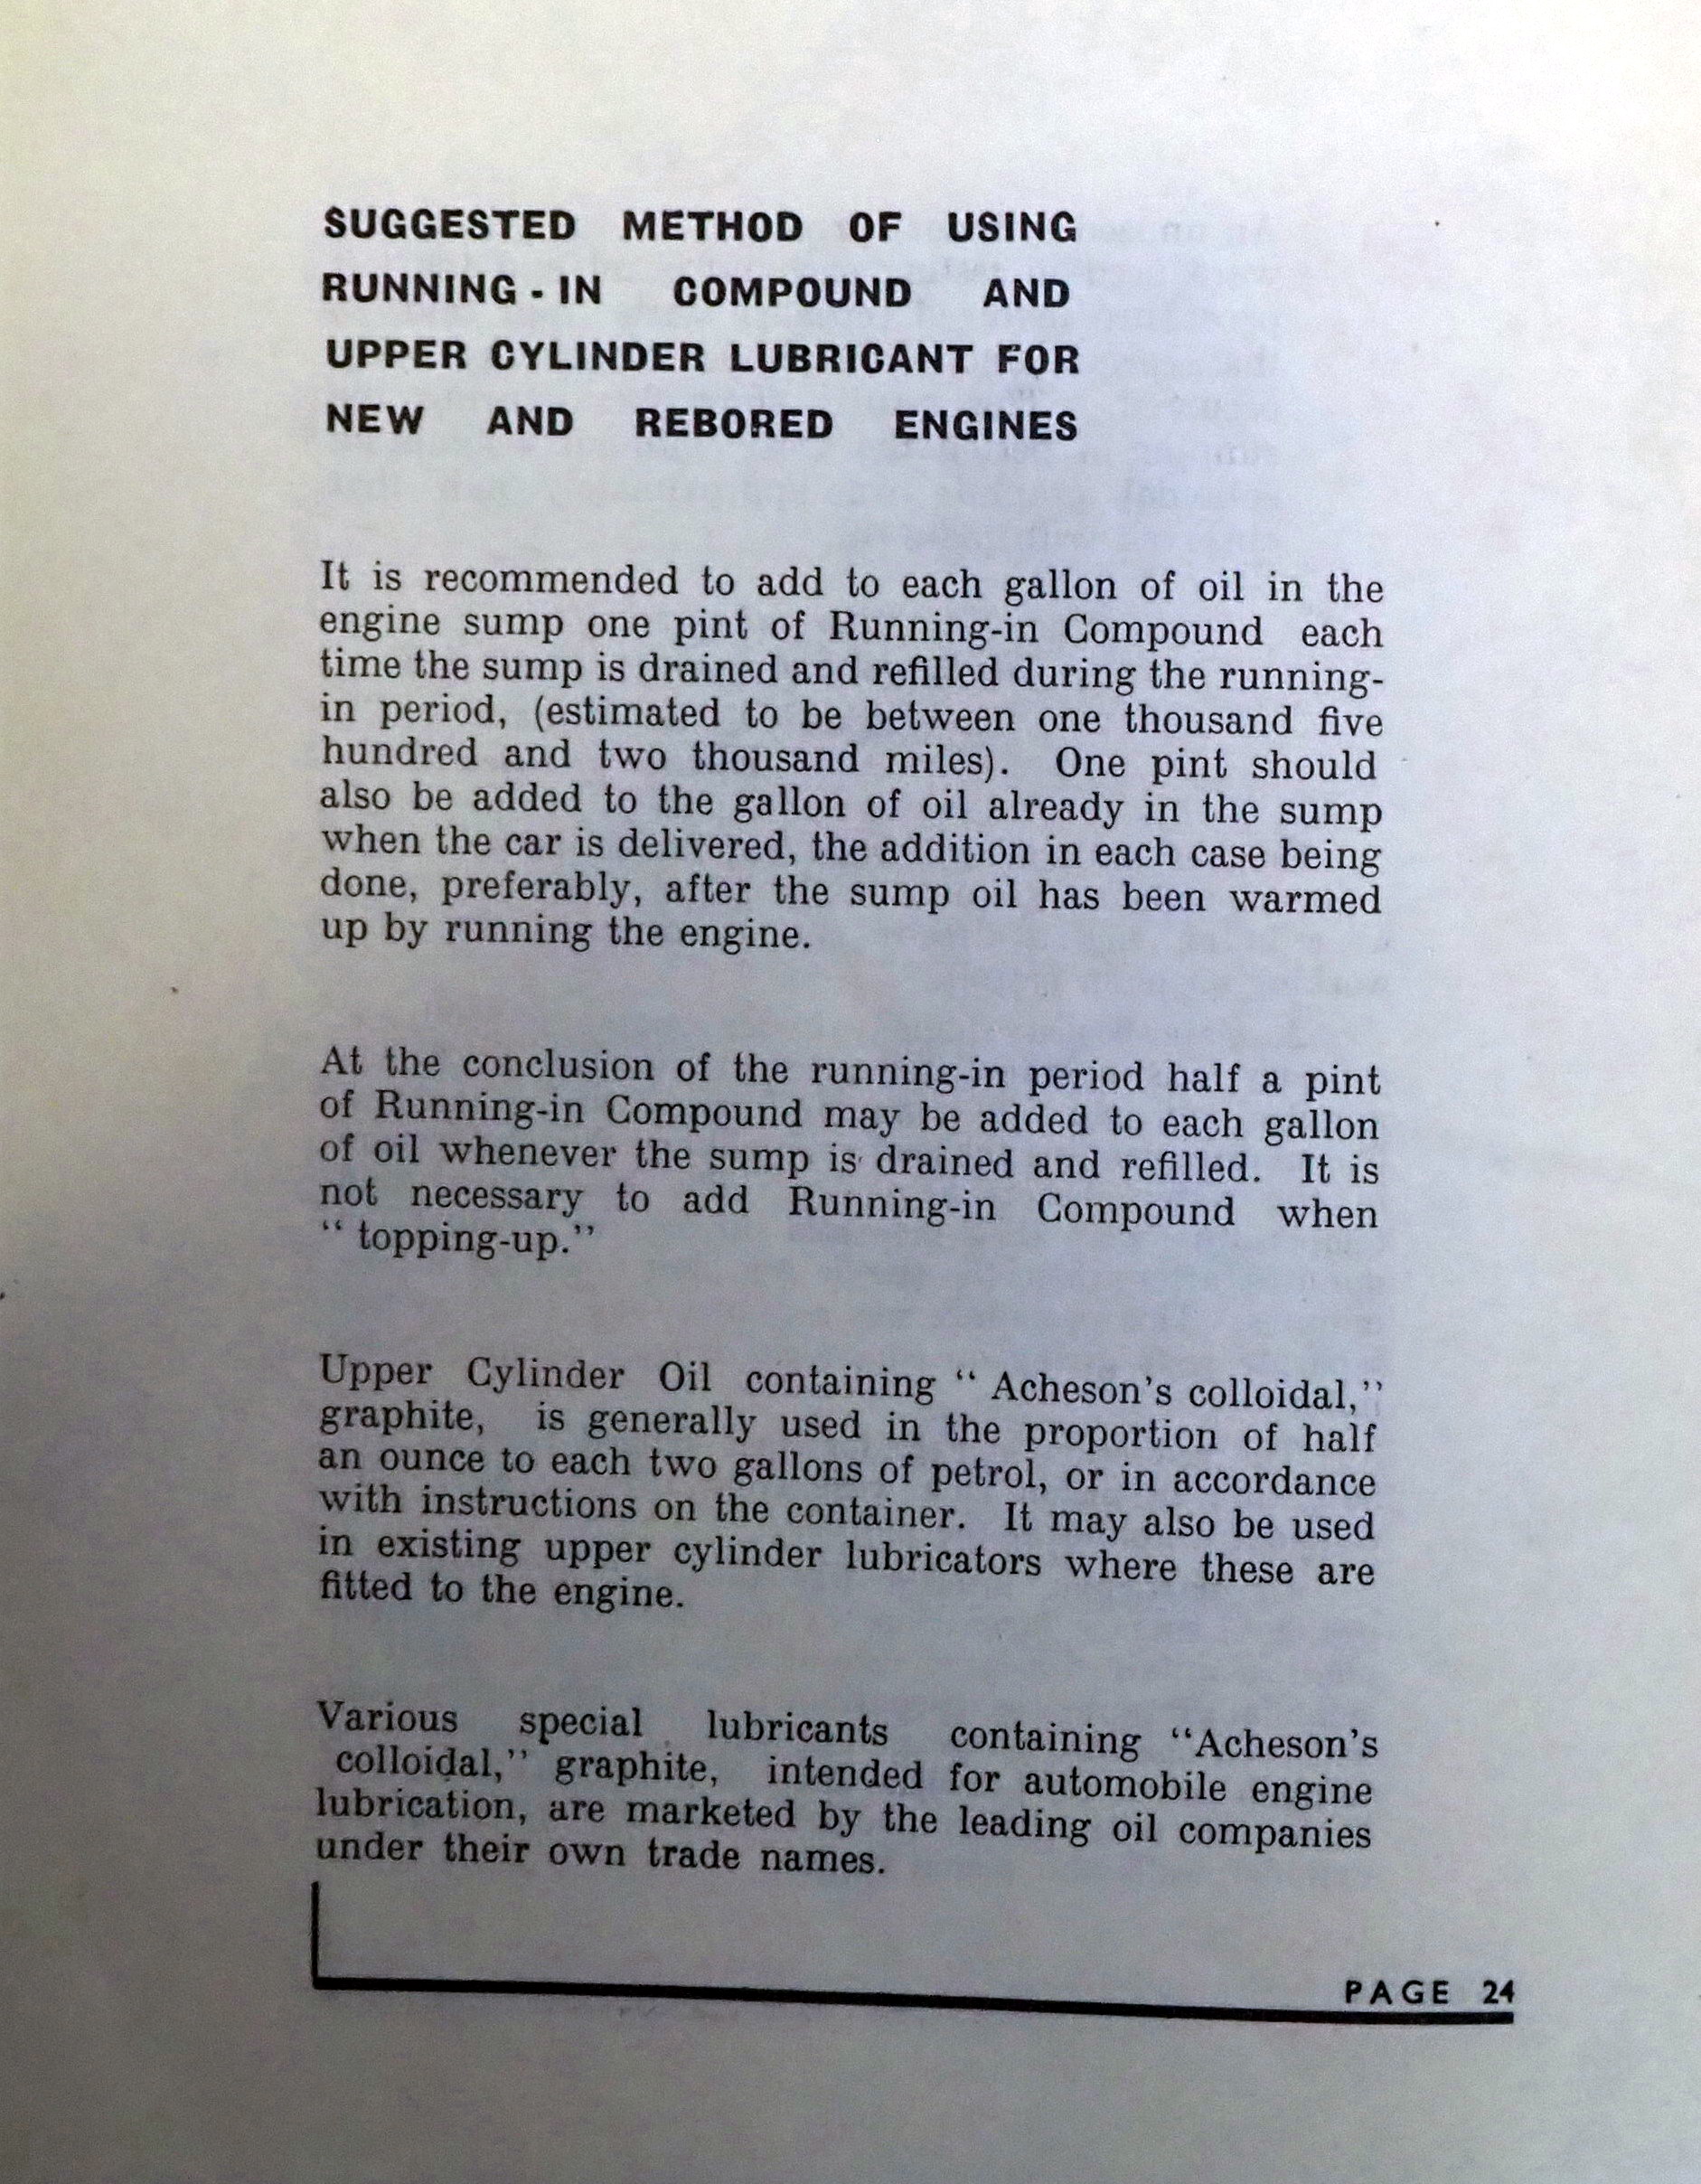 SUGGESTED METHOD OF USING
RUNNING-IN COMPOUND AND
UPPER CYLINDER LUBRICANT FOR
NEW AND REBORED ENGINES
It is recommended to add to each gallon of oil in the
engine sump one pint of Running-in Compound each
time the sump is drained and refilled during the running-
in period, (estimated to be between one thousand five
hundred and two thousand miles). One pint should
also be added to the gallon of oil already in the sump
when the car is delivered, the addition in each case being
done, preferably, after the sump oil has been warmed
up by running the engine.
At the conclusion of the running-in period half a pint
of Running-in Compound may be added to each gallon
of oil whenever the sump is drained and refilled. It is
not necessary to add Running-in Compound when
“ topping-up.”
Upper Cylinder Oil containing “ Acheson’s colloidal,”
graphite, is generally used in the proportion of half
an ounce to each two gallons of petrol, or in accordance
with instructions on the container. It may also be used
in existing upper cylinder lubricators where these are
fitted to the engine.
Various special lubricants containing “Acheson’s
colloidal,” graphite, intended for automobile engine
lubrication, are marketed by the leading oil companies
under their own trade names.
PAGE 24